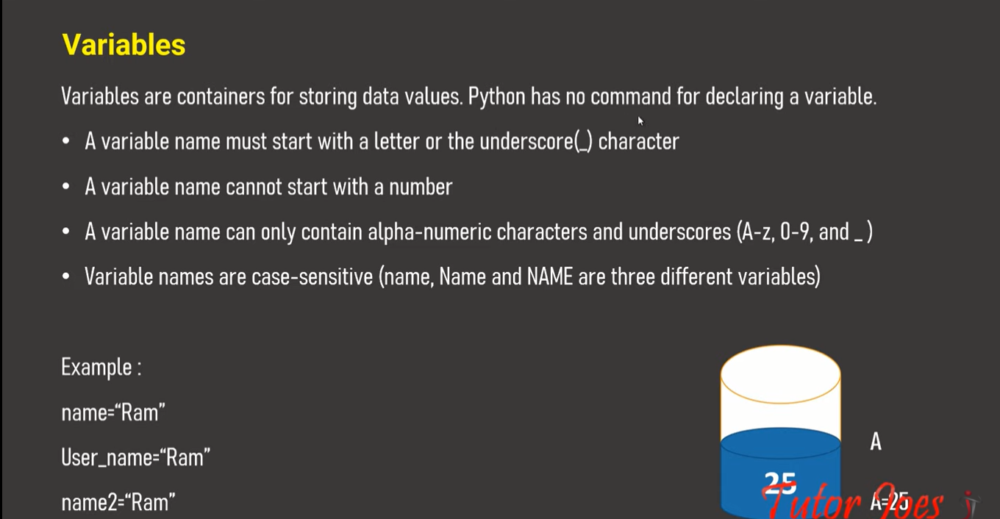 Variables
Variables are containers for storing data values. Python has no command for declaring a variable.
• A variable name must start with a letter or the underscore(_) character
• A variable name cannot start with a number
• A variable name can only contain alpha-numeric characters and underscores (A-z, 0-9, and _ )
• Variable names are case-sensitive (name, Name and NAME are three different variables)
Example :
name=“Ram”
User_name=“Ram”
name2=“Ram”
A
25
A=25
Tutor Joes